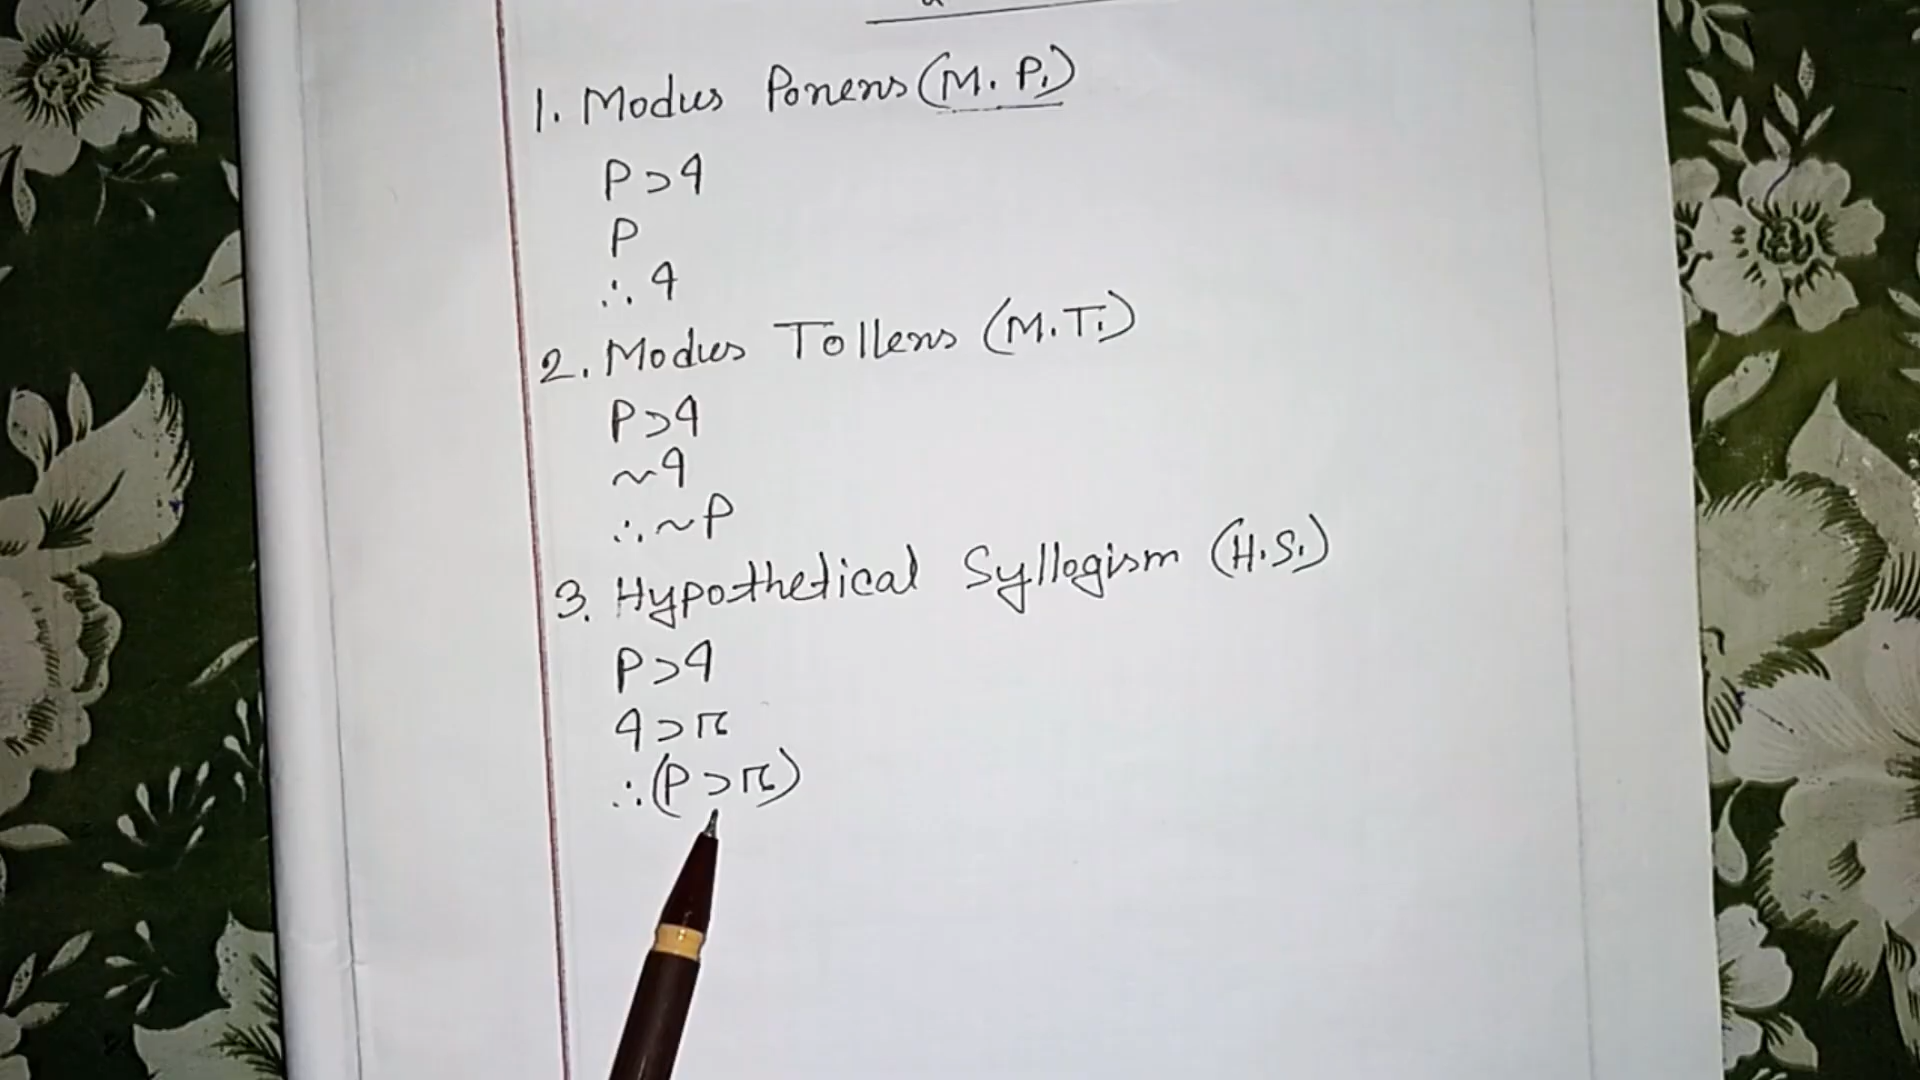 1. Modus Ponens (M. P.)
P ⊃ q
P
∴ q
2. Modus Tollens (M.T.)
P ⊃ q
~q
∴ ~P
3. Hypothetical Syllogism (H.S.)
P ⊃ q
q ⊃ r
∴ (P ⊃ r)